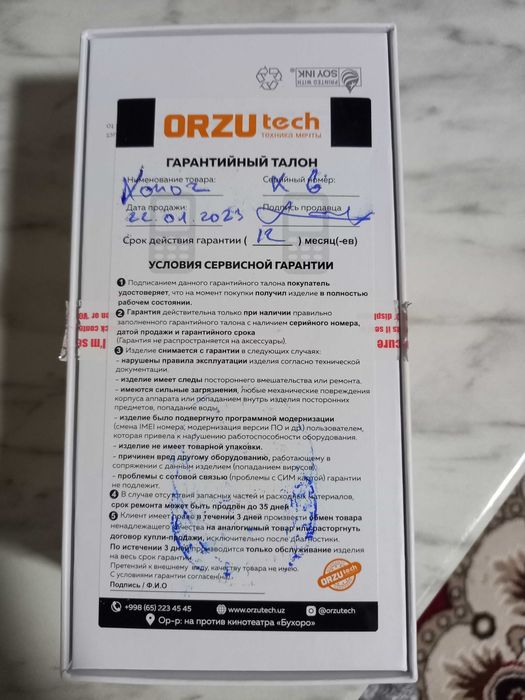 PRINTED WITH
SOY INK
ORZU tech
техника мечты
ГАРАНТИЙНЫЙ ТАЛОН
Наименование товара:
Серийный номер:
Дата продажи:
22.01.2023
Подпись продавца
Срок действия гарантии ( 12 ) месяц(-ев)
УСЛОВИЯ СЕРВИСНОЙ ГАРАНТИИ
1 Подписанием данного гарантийного талона покупатель
удостоверяет, что на момент покупки получил изделие в полностью
рабочем состоянии.
2 Гарантия действительна только при наличии правильно
заполненного гарантийного талона с наличием серийного номера,
датой продажи и гарантийного срока
(Гарантия не распространяется на аксессуары).
3 Изделие снимается с гарантии в следующих случаях:
- нарушены правила эксплуатации изделия согласно технической
документации.
- изделие имеет следы постороннего вмешательства или ремонта.
- имеются сильные загрязнения, любые механические повреждения
корпуса аппарата или попаданием внутрь изделия посторонних
предметов, попадание воды.
- изделие было подвергнуто программной модернизации
(смена IMEI номера, модернизация версии ПО и др.) пользователем,
которая привела к нарушению работоспособности оборудования.
- изделие не имеет товарной упаковки.
- причинен вред другому оборудованию, работающему в
сопряжении с данным изделием (попаданием вирусов).
- проблемы с сотовой связью (проблемы с СИМ картой) гарантии
не подлежит.
4 В случае отсутствия запасных частей и расходных материалов,
срок ремонта может быть продлён до 35 дней
5 Клиент имеет право в течении 3 дней произвести обмен товара
ненадлежащего качества на аналогичный товар или расторгнуть
договор купли-продажи, исключительно после диагностики.
По истечении 3 дней производится только обслуживание изделия
на весь срок гарантии.
Претензий к внешнему виду, качеству товара не имею.
С условиями гарантии согласен(на)
Подпись / Ф.И.О
ORZU tech
+998 (65) 223 45 45 www.orzutech.uz @orzutech
Ор-р: на против кинотеатра «Бухоро»